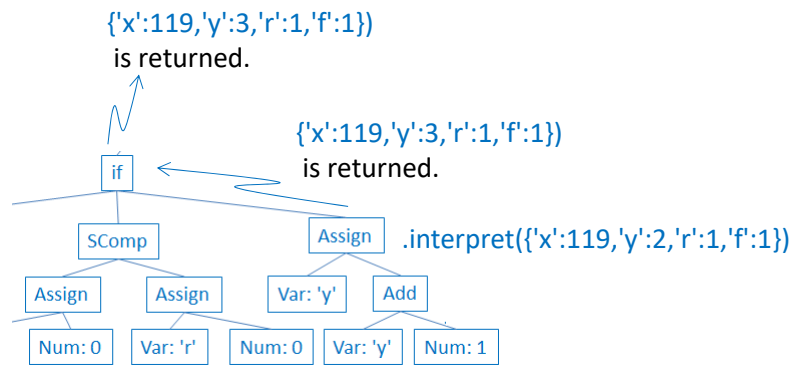 {'x':119,'y':3,'r':1,'f':1})
is returned.
{'x':119,'y':3,'r':1,'f':1})
is returned.
if
SComp
Assign
.interpret({'x':119,'y':2,'r':1,'f':1})
Assign
Assign
Var: 'y'
Add
Num: 0
Var: 'r'
Num: 0
Var: 'y'
Num: 1